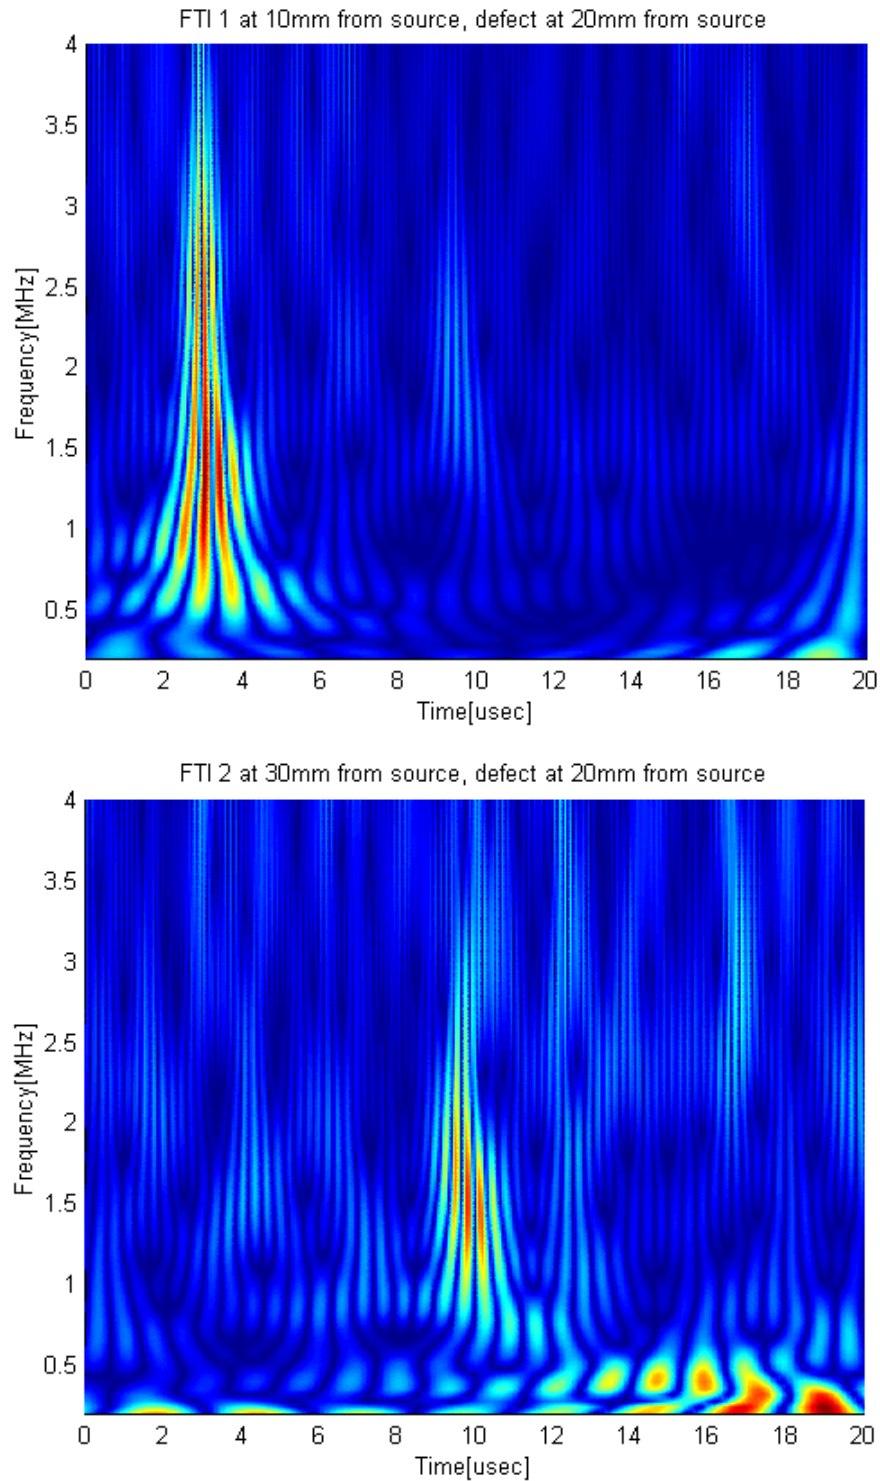 FTI 1 at 10mm from source, defect at 20mm from source
4
3.5
3
2.5
2
1.5
1
0.5
Frequency[MHz]
0 2 4 6 8 10 12 14 16 18 20
Time[usec]
FTI 2 at 30mm from source, defect at 20mm from source
4
3.5
3
2.5
2
1.5
1
0.5
Frequency[MHz]
0 2 4 6 8 10 12 14 16 18 20
Time[usec]